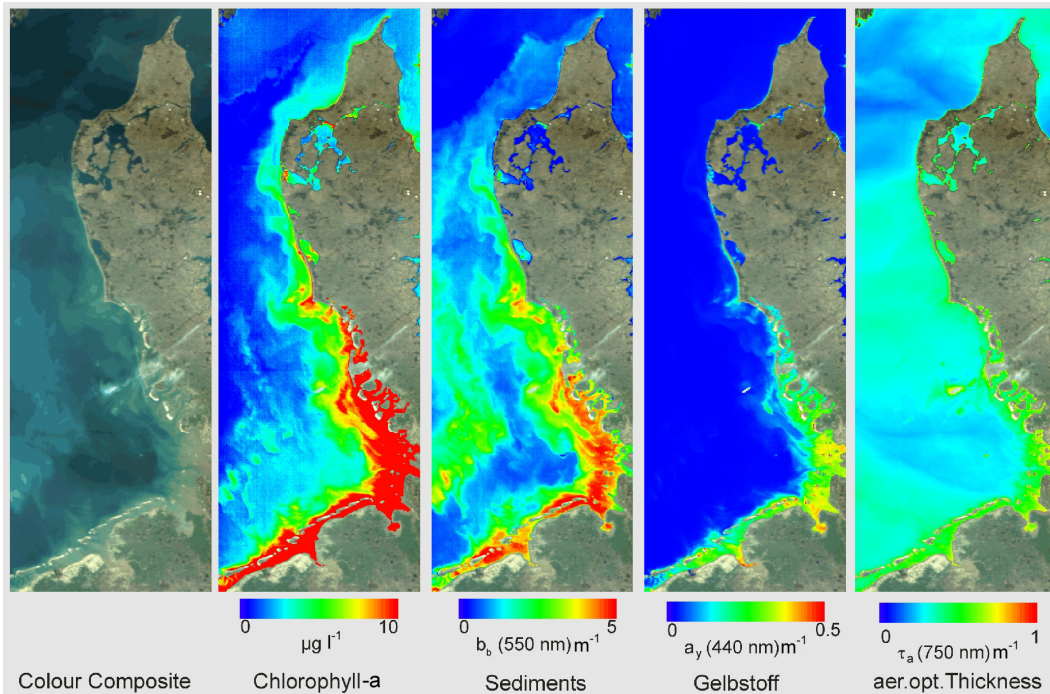 0 10
µg l⁻¹
Colour Composite
Chlorophyll-a
0 5
b_b (550 nm) m⁻¹
Sediments
0 0.5
a_y (440 nm) m⁻¹
Gelbstoff
0 1
τ_a (750 nm) m⁻¹
aer.opt.Thickness